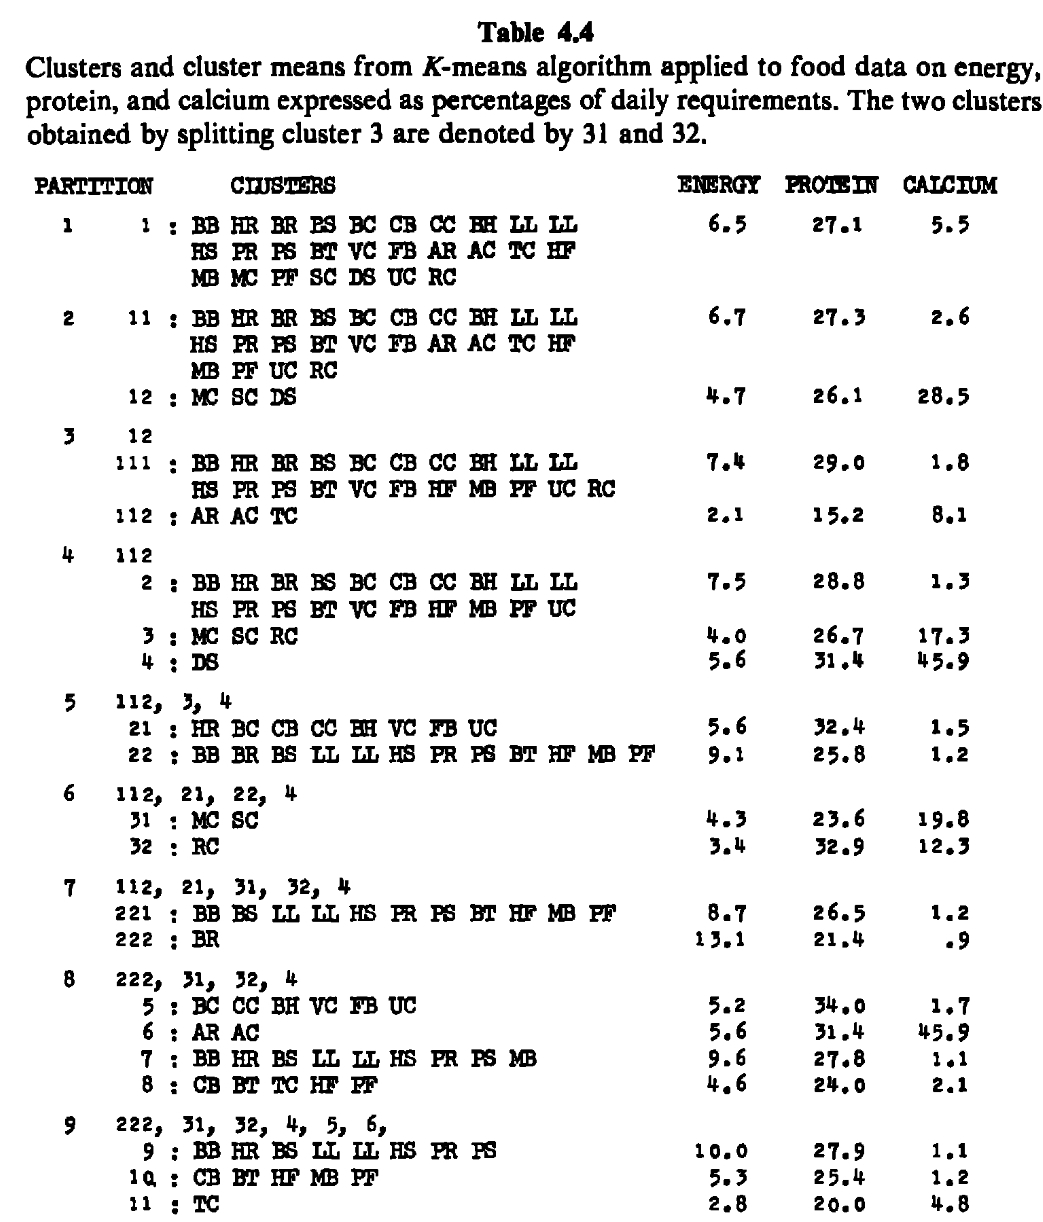 Table 4.4
Clusters and cluster means from K-means algorithm applied to food data on energy,
protein, and calcium expressed as percentages of daily requirements. The two clusters
obtained by splitting cluster 3 are denoted by 31 and 32.
PARTITION CLUSTERS ENERGY PROTEIN CALCIUM
1 1 : BB HR BR BS BC CB CC BH LL LL 6.5 27.1 5.5
HS PR PS BT VC FB AR AC TC HF
MB MC PF SC DS UC RC
2 11 : BB HR BR BS BC CB CC BH LL LL 6.7 27.3 2.6
HS PR PS BT VC FB AR AC TC HF
MB PF UC RC
12 : MC SC DS 4.7 26.1 28.5
3 12
111 : BB HR BR BS BC CB CC BH LL LL 7.4 29.0 1.8
HS PR PS BT VC FB HF MB PF UC RC
112 : AR AC TC 2.1 15.2 8.1
4 112
2 : BB HR BR BS BC CB CC BH LL LL 7.5 28.8 1.3
HS PR PS BT VC FB HF MB PF UC
3 : MC SC RC 4.0 26.7 17.3
4 : DS 5.6 31.4 45.9
5 112, 3, 4
21 : HR BC CB CC BH VC FB UC 5.6 32.4 1.5
22 : BB BR BS LL LL HS PR PS BT HF MB PF 9.1 25.8 1.2
6 112, 21, 22, 4
31 : MC SC 4.3 23.6 19.8
32 : RC 3.4 32.9 12.3
7 112, 21, 31, 32, 4
221 : BB BS LL LL HS PR PS BT HF MB PF 8.7 26.5 1.2
222 : BR 13.1 21.4 .9
8 222, 31, 32, 4
5 : BC CC BH VC FB UC 5.2 34.0 1.7
6 : AR AC 5.6 31.4 45.9
7 : BB HR BS LL LL HS PR PS MB 9.6 27.8 1.1
8 : CB BT TC HF PF 4.6 24.0 2.1
9 222, 31, 32, 4, 5, 6,
9 : BB HR BS LL LL HS PR PS 10.0 27.9 1.1
10 : CB BT HF MB PF 5.3 25.4 1.2
11 : TC 2.8 20.0 4.8